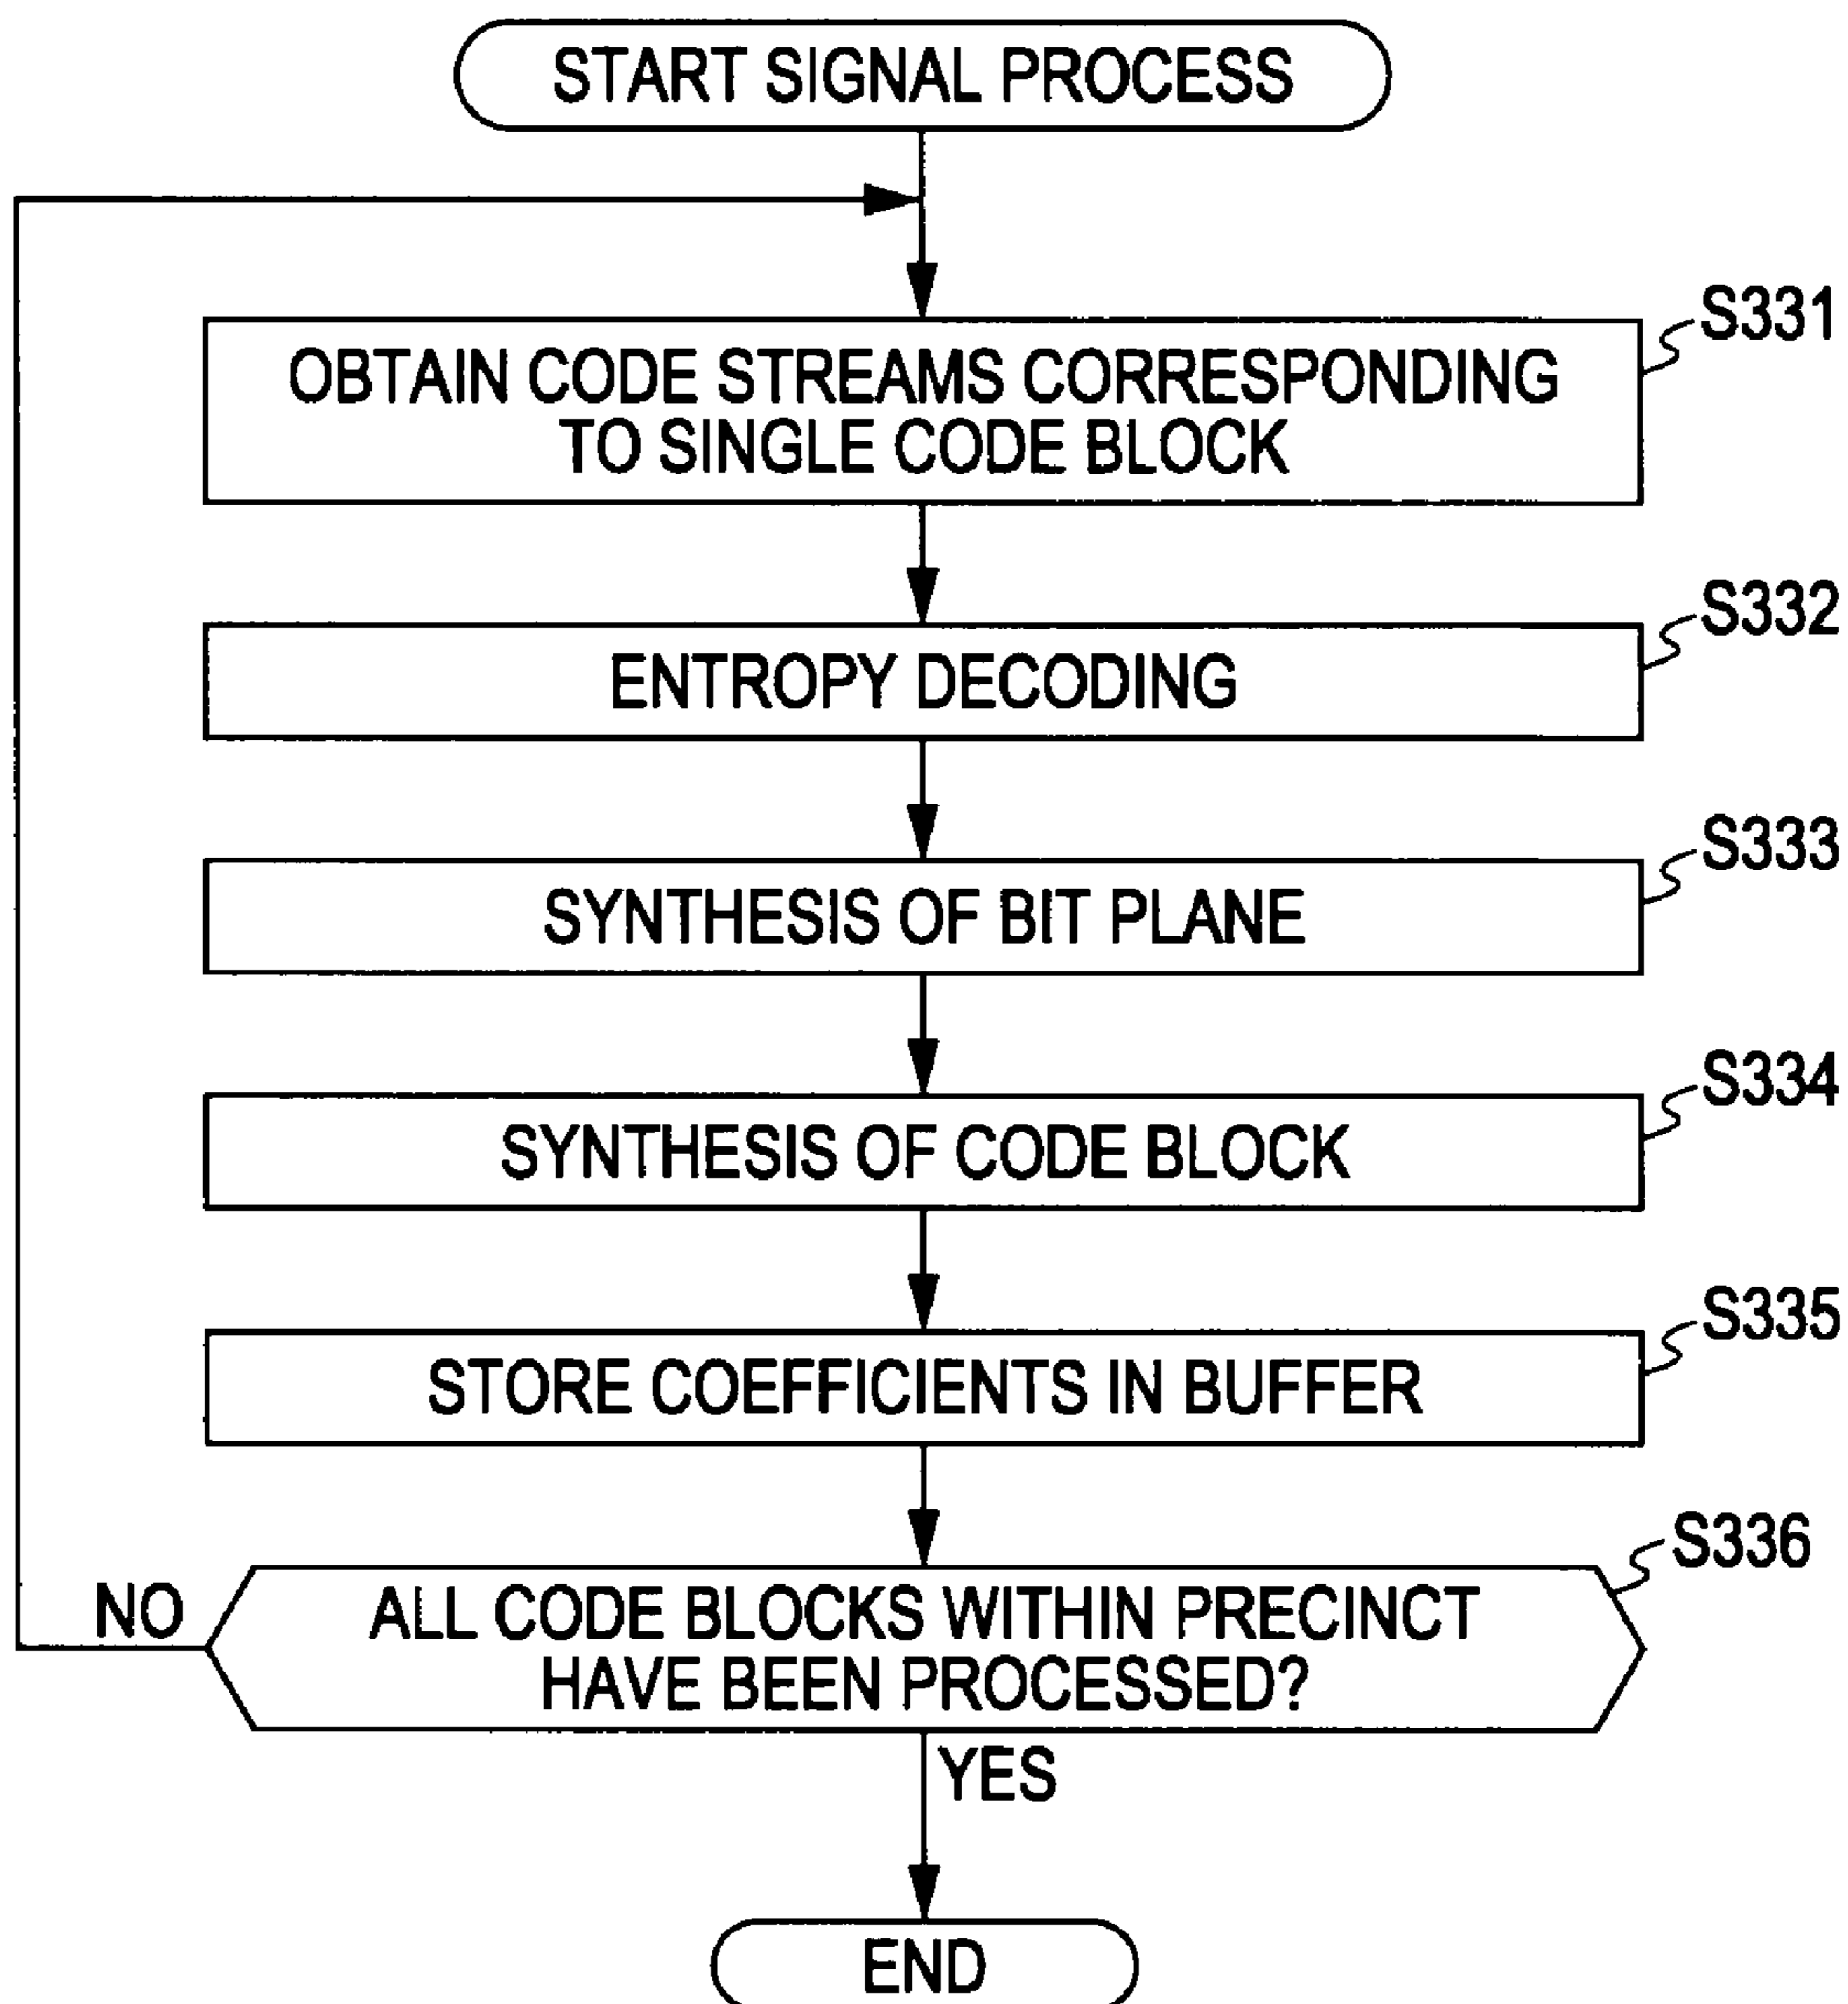 START SIGNAL PROCESS
S331
OBTAIN CODE STREAMS CORRESPONDING
TO SINGLE CODE BLOCK
S332
ENTROPY DECODING
S333
SYNTHESIS OF BIT PLANE
S334
SYNTHESIS OF CODE BLOCK
S335
STORE COEFFICIENTS IN BUFFER
S336
NO
ALL CODE BLOCKS WITHIN PRECINCT
HAVE BEEN PROCESSED?
YES
END